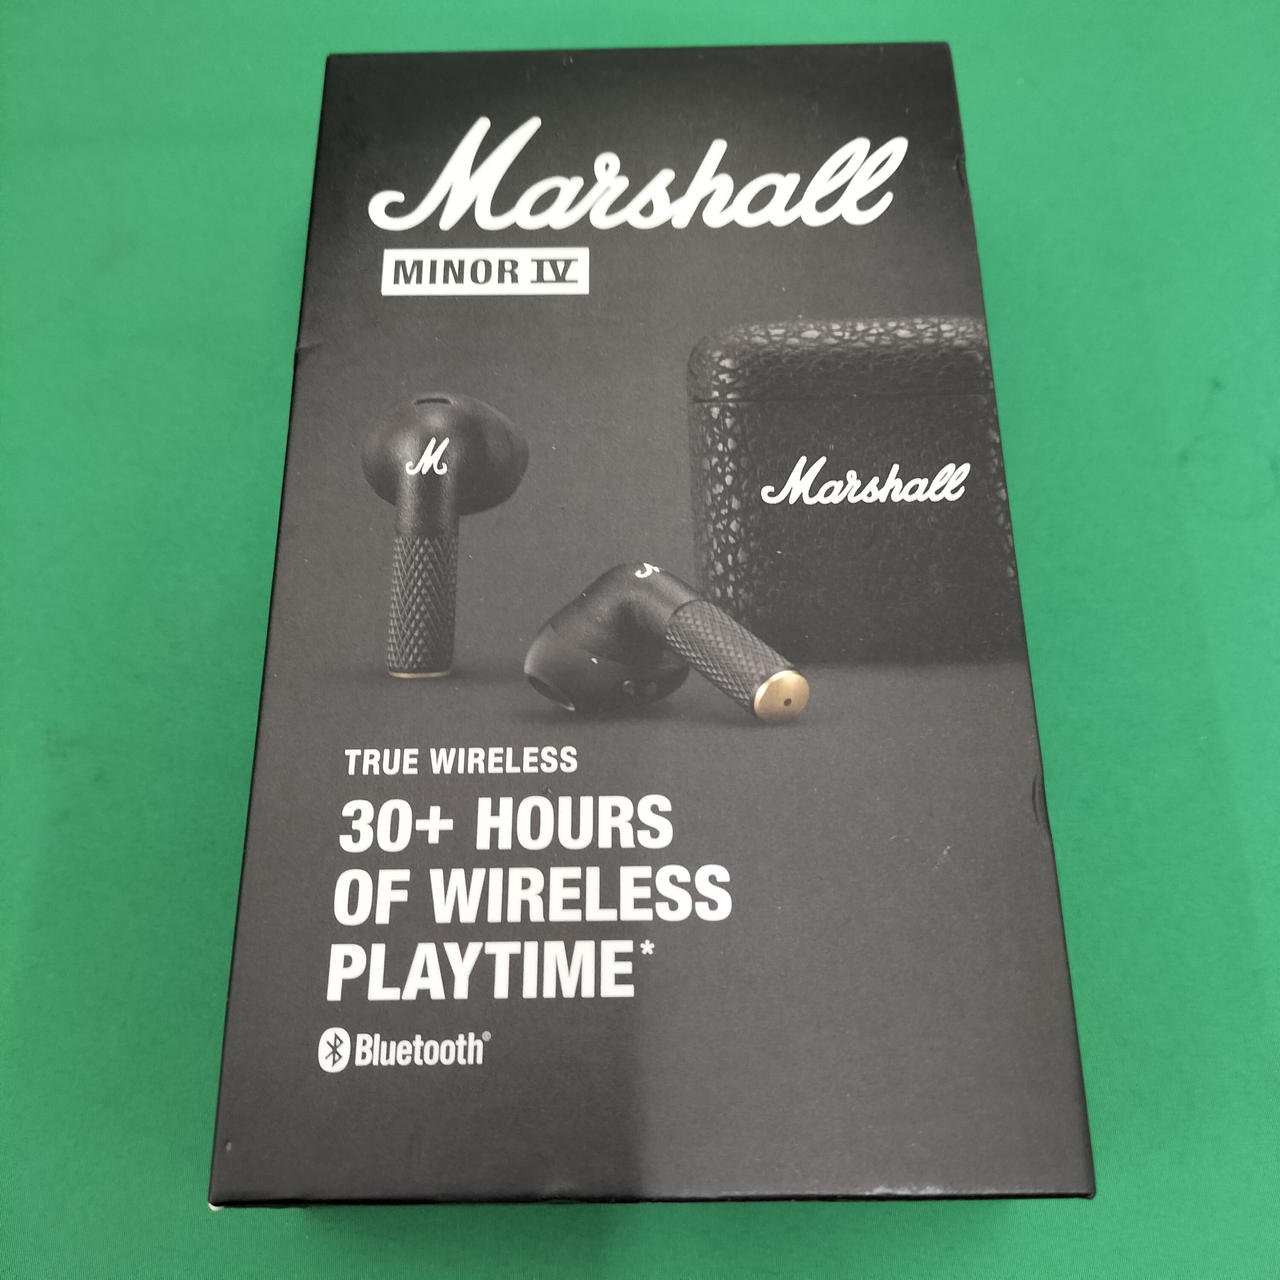 Marshall
MINOR IV
M
Marshall
TRUE WIRELESS
30+ HOURS
OF WIRELESS
PLAYTIME*
Bluetooth®